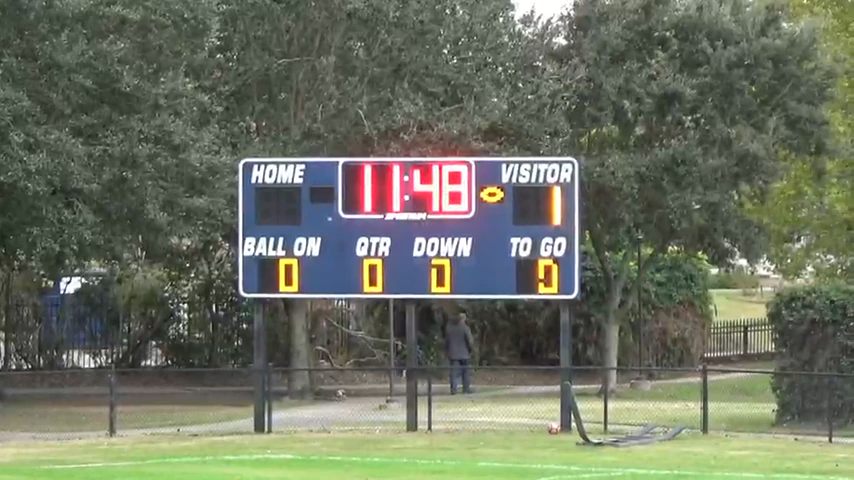 HOME 11:48 VISITOR
1
BALL ON QTR DOWN TO GO
0 0 0 0